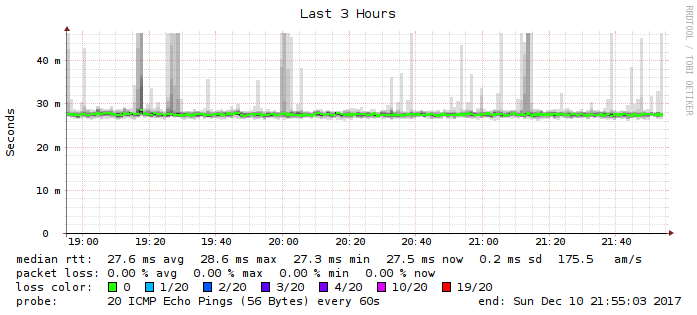 Last 3 Hours
RRDTOOL / TOBI OETIKER
Seconds
40 m
30 m
20 m
10 m
0
19:00 19:20 19:40 20:00 20:20 20:40 21:00 21:20 21:40
median rtt: 27.6 ms avg 28.6 ms max 27.3 ms min 27.5 ms now 0.2 ms sd 175.5 am/s
packet loss: 0.00 % avg 0.00 % max 0.00 % min 0.00 % now
loss color: 0 1/20 2/20 3/20 4/20 10/20 19/20
probe: 20 ICMP Echo Pings (56 Bytes) every 60s end: Sun Dec 10 21:55:03 2017